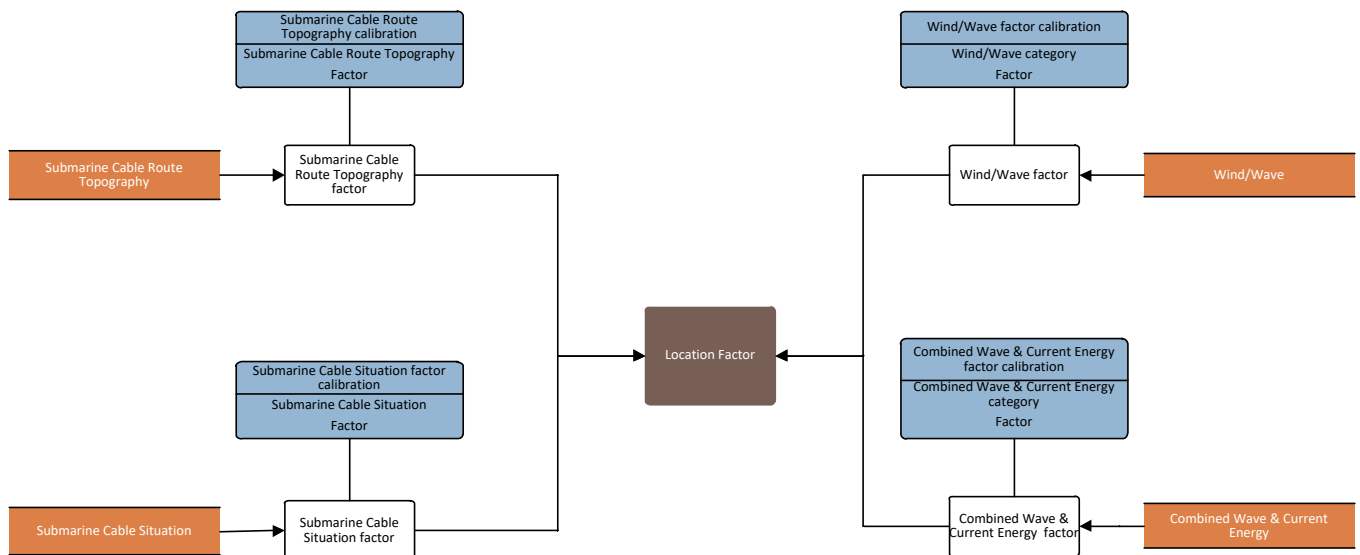 Submarine Cable Route
Topography calibration
Submarine Cable Route Topography
Factor
Wind/Wave factor calibration
Wind/Wave category
Factor
Submarine Cable Route
Topography
Submarine Cable
Route Topography
factor
Wind/Wave factor
Wind/Wave
Location Factor
Submarine Cable Situation factor
calibration
Submarine Cable Situation
Factor
Combined Wave & Current Energy
factor calibration
Combined Wave & Current Energy
category
Factor
Submarine Cable Situation
Submarine Cable
Situation factor
Combined Wave &
Current Energy factor
Combined Wave & Current
Energy